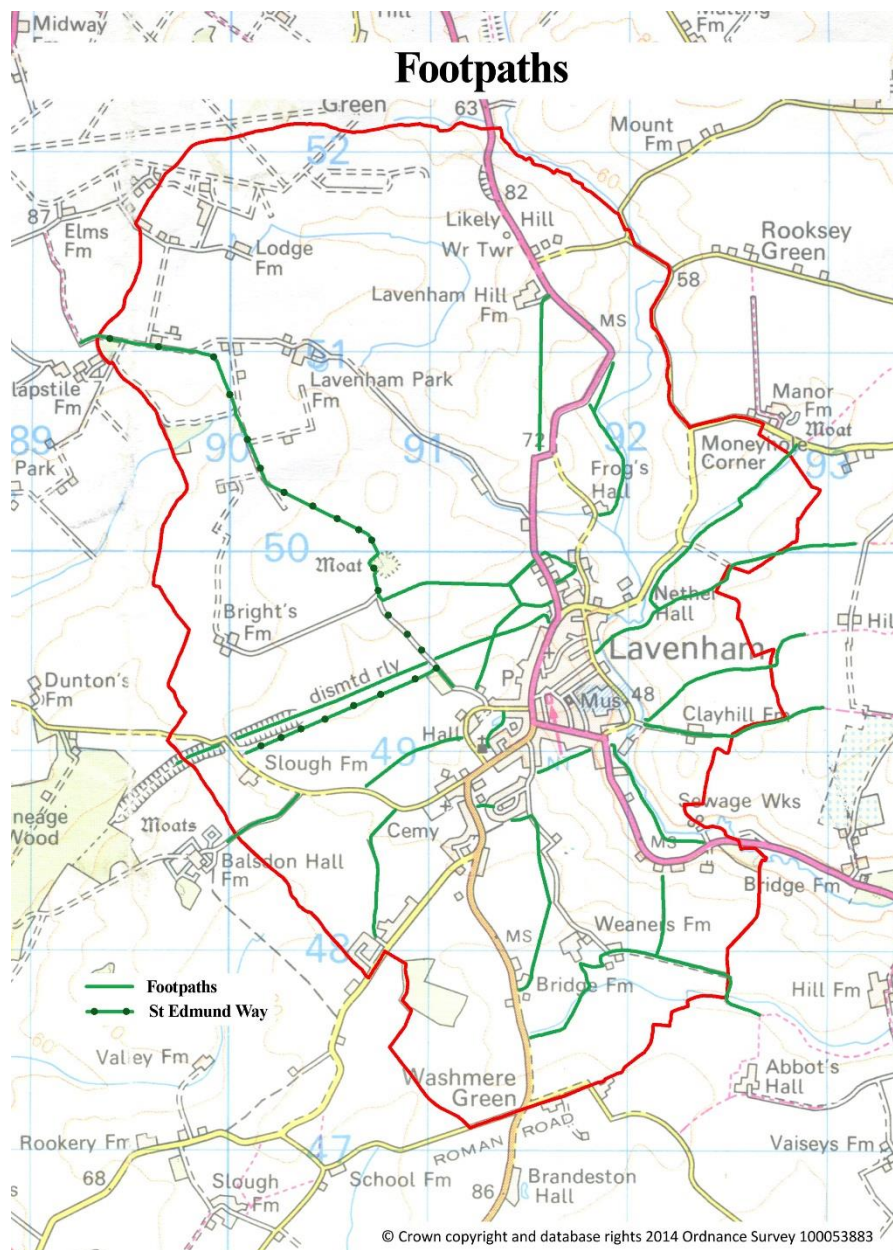 Midway
Hill
Fm
Footpaths
Green
63
Mount
Fm
52
60
87
82
Elms
Fm
Likely Hill
Lodge
Fm
Wr Twr
Rooksey
Green
58
Lavenham Hill
Fm
MS
51
lapstile
Fm
Lavenham Park
Fm
Manor
Fm
Moat
89
90
91
72
92
Moneyhole
Corner
93
Park
Frog's
Hall
50
Moat
Bright's
Fm
Nether
Hall
Hil
Lavenham
dismtd rly
Dunton's
Fm
P
Mus
48
Hall
49
Clayhill Fm
Slough Fm
neage
Wood
Moats
Cemy
Sewage Wks
MS
Balsdon Hall
Fm
Bridge Fm
48
MS
Weaners Fm
Footpaths
St Edmund Way
Bridge Fm
Hill
Fm
60
Valley Fm
Abbot's
Hall
Washmere
Green
Rookery Fm
47
ROMAN ROAD
Vaiseys Fm
68
School Fm
Slough
Fm
86
Brandeston
Hall
© Crown copyright and database rights 2014 Ordnance Survey 100053883